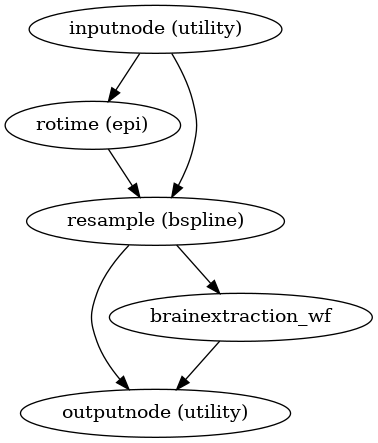 inputnode (utility)
rotime (epi)
resample (bspline)
brainextraction_wf
outputnode (utility)